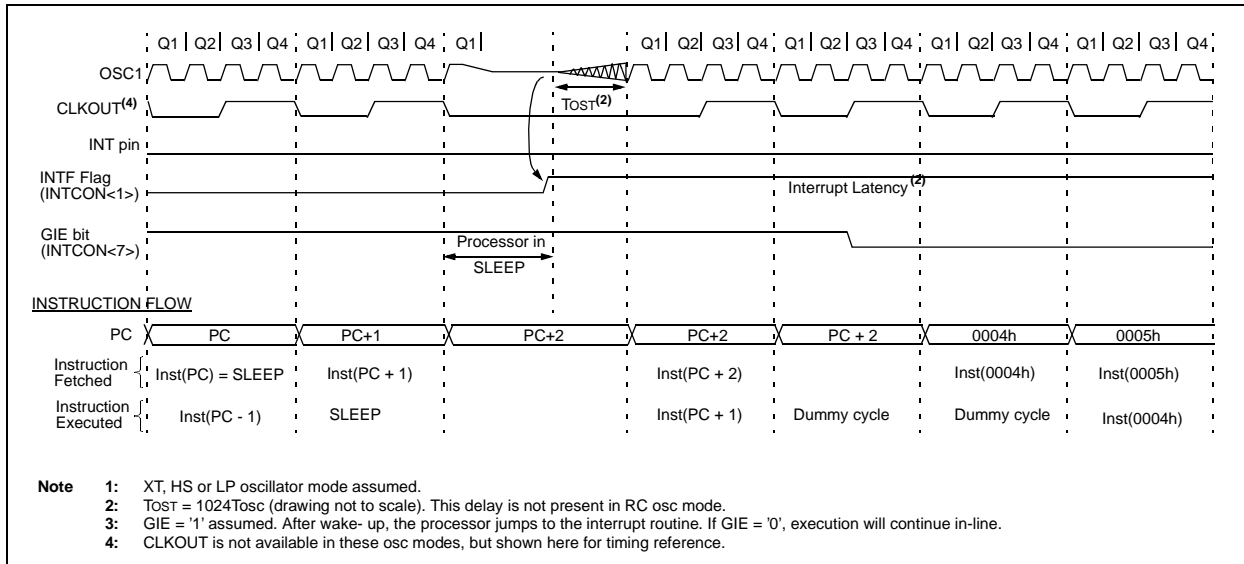 Q1 Q2 Q3 Q4 Q1 Q2 Q3 Q4 Q1 Q1 Q2 Q3 Q4 Q1 Q2 Q3 Q4 Q1 Q2 Q3 Q4 Q1 Q2 Q3 Q4
OSC1
TOST(2)
CLKOUT(4)
INT pin
INTF Flag
(INTCON<1>)
Interrupt Latency(2)
GIE bit
(INTCON<7>)
Processor in
SLEEP
INSTRUCTION FLOW
PC PC PC+1 PC+2 PC+2 PC + 2 0004h 0005h
Instruction
Fetched
Inst(PC) = SLEEP Inst(PC + 1) Inst(PC + 2) Inst(0004h) Inst(0005h)
Instruction
Executed
Inst(PC - 1) SLEEP Inst(PC + 1) Dummy cycle Dummy cycle Inst(0004h)
Note 1: XT, HS or LP oscillator mode assumed.
2: TOST = 1024Tosc (drawing not to scale). This delay is not present in RC osc mode.
3: GIE = '1' assumed. After wake- up, the processor jumps to the interrupt routine. If GIE = '0', execution will continue in-line.
4: CLKOUT is not available in these osc modes, but shown here for timing reference.